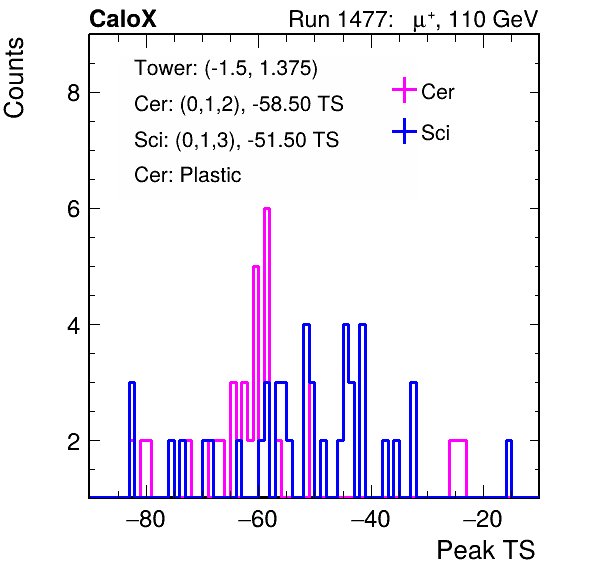 CaloX Run 1477: μ⁺, 110 GeV
Counts
Tower: (-1.5, 1.375)
Cer: (0,1,2), -58.50 TS
Sci: (0,1,3), -51.50 TS
Cer: Plastic
Cer
Sci
8
6
4
2
−80 −60 −40 −20
Peak TS